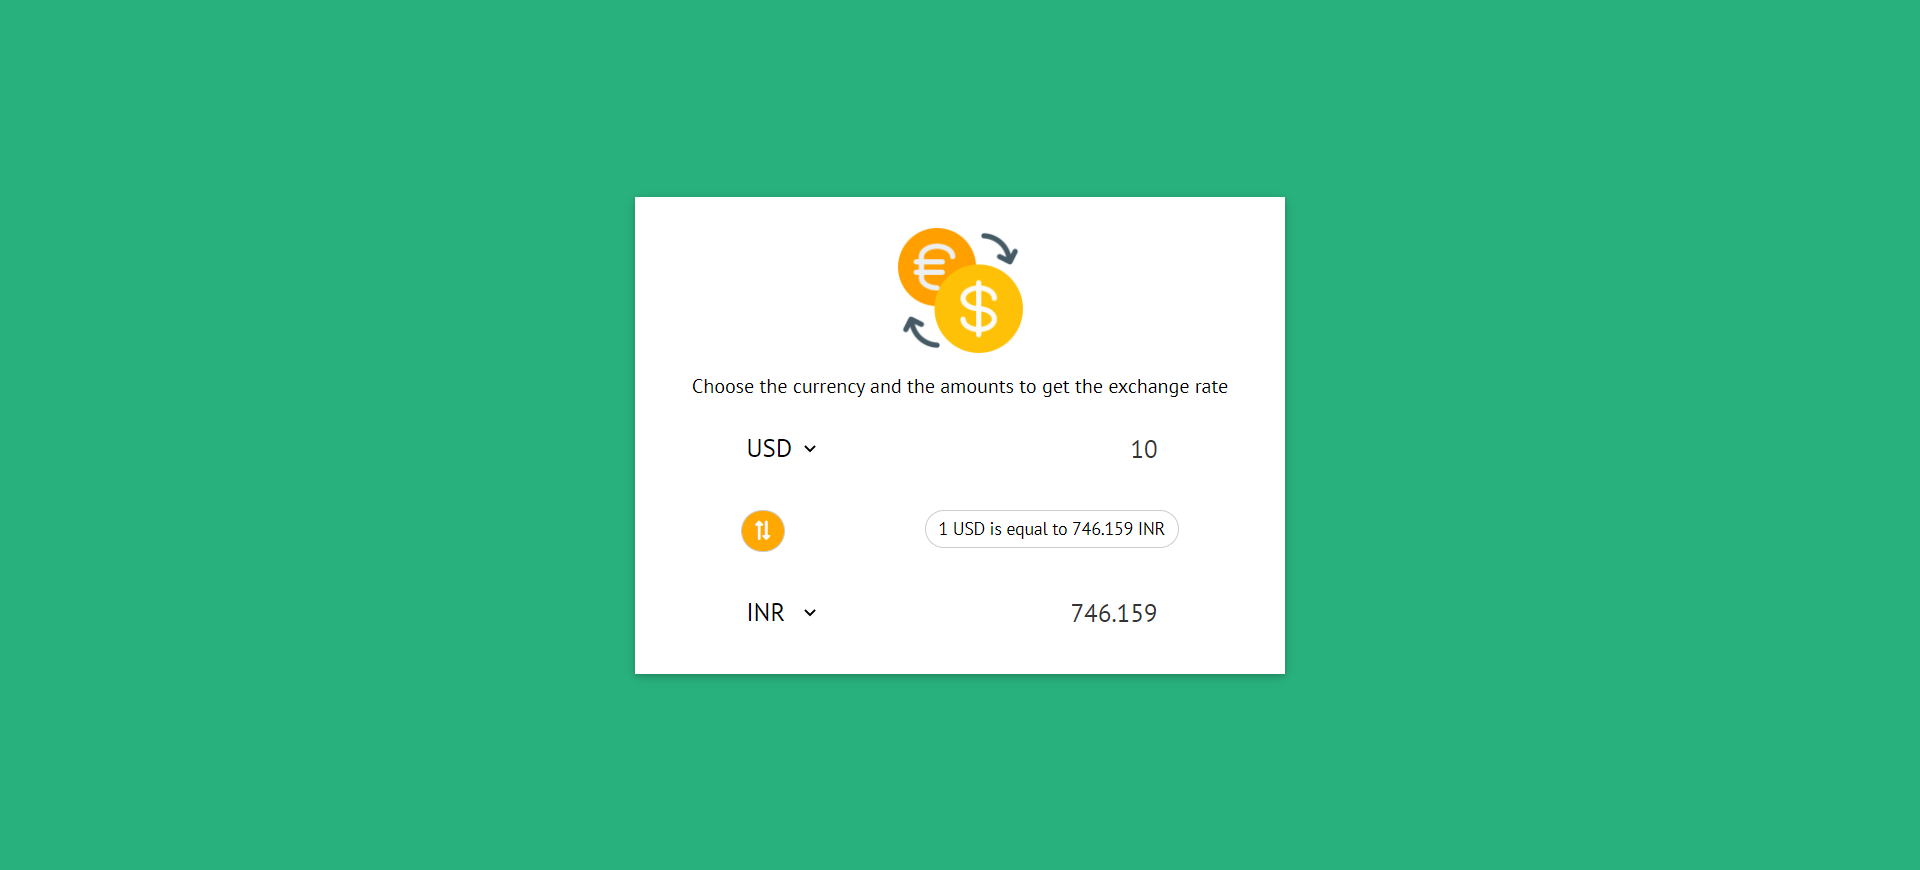 €
$
Choose the currency and the amounts to get the exchange rate
USD 10
1 USD is equal to 746.159 INR
INR 746.159